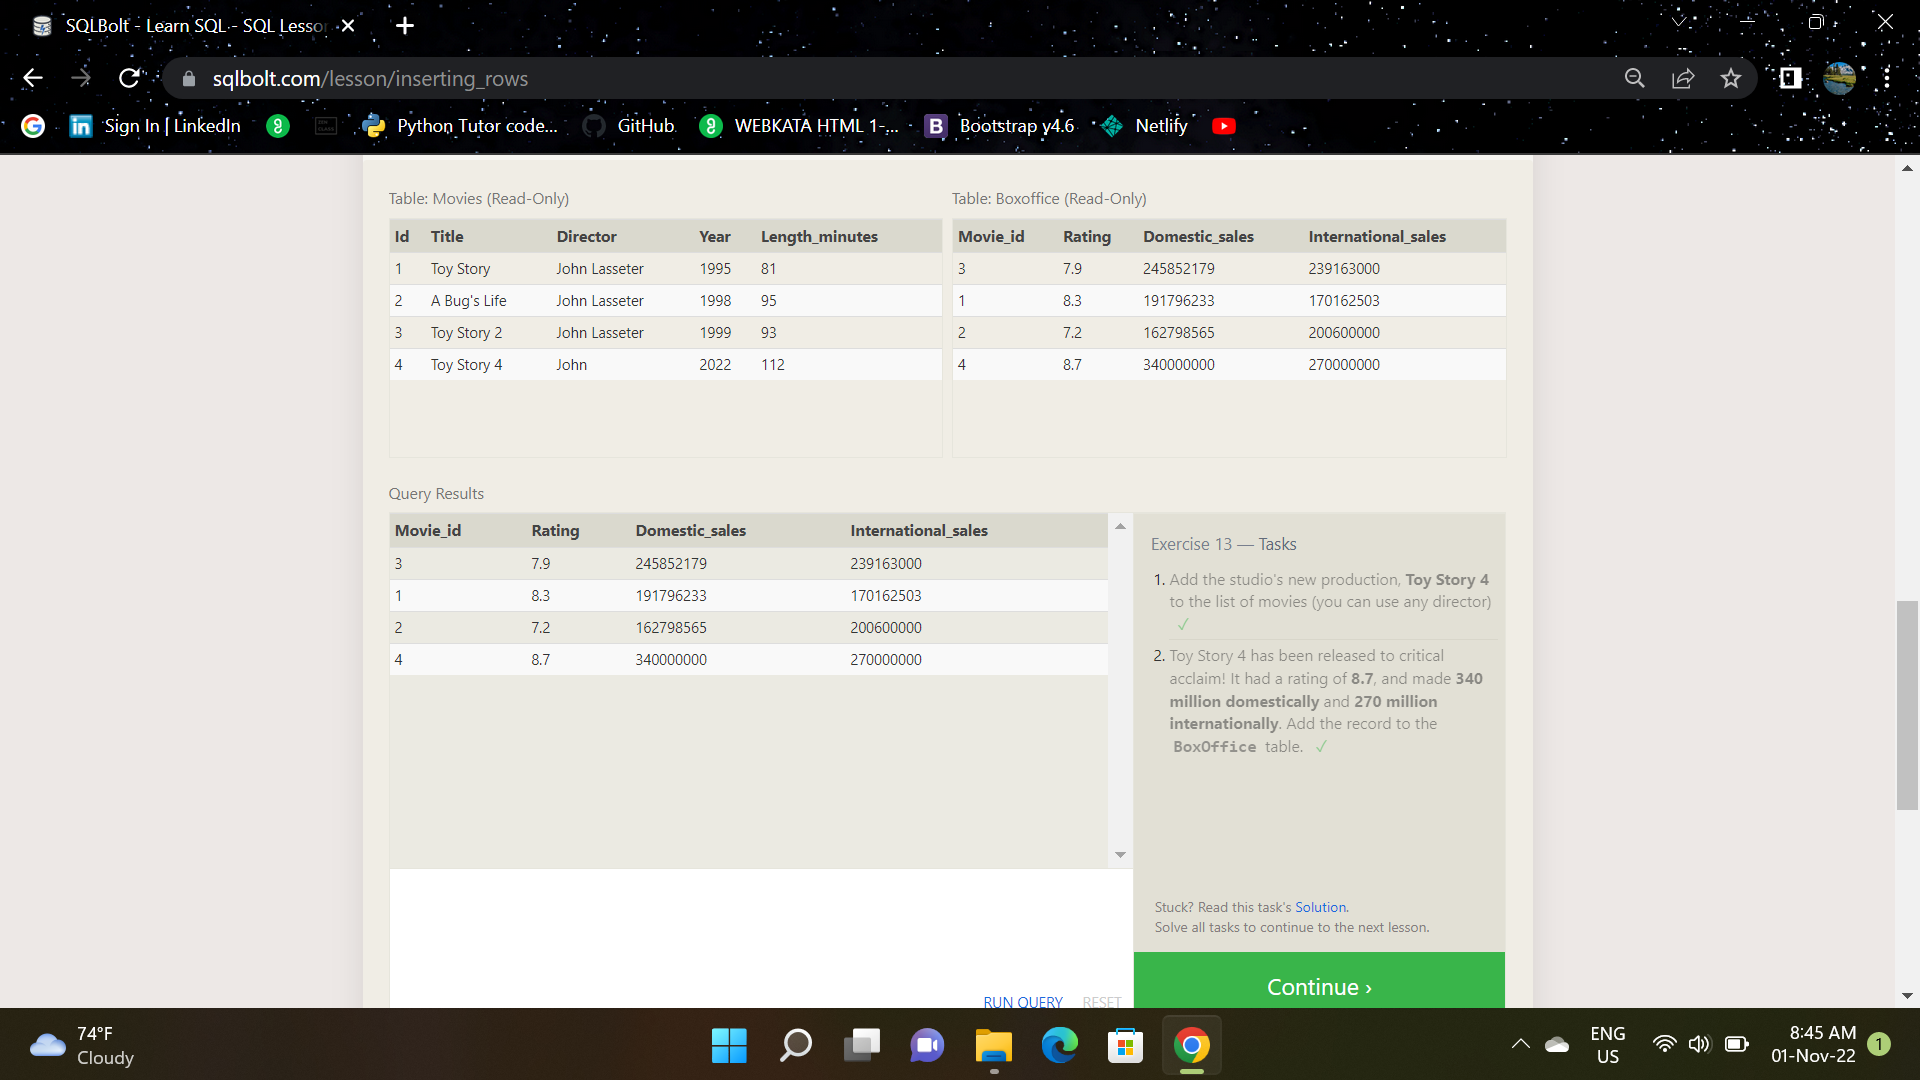 SQLBolt - Learn SQL - SQL Lesso
sqlbolt.com/lesson/inserting_rows
Sign In | LinkedIn
Python Tutor code...
GitHub
WEBKATA HTML 1-...
B
Bootstrap v4.6
Netlify
Table: Movies (Read-Only)
Id Title Director Year Length_minutes
1 Toy Story John Lasseter 1995 81
2 A Bug's Life John Lasseter 1998 95
3 Toy Story 2 John Lasseter 1999 93
4 Toy Story 4 John 2022 112
Table: Boxoffice (Read-Only)
Movie_id Rating Domestic_sales International_sales
3 7.9 245852179 239163000
1 8.3 191796233 170162503
2 7.2 162798565 200600000
4 8.7 340000000 270000000
Query Results
Movie_id Rating Domestic_sales International_sales
3 7.9 245852179 239163000
1 8.3 191796233 170162503
2 7.2 162798565 200600000
4 8.7 340000000 270000000
Exercise 13 — Tasks
1. Add the studio's new production, Toy Story 4
to the list of movies (you can use any director)
✓
2. Toy Story 4 has been released to critical
acclaim! It had a rating of 8.7, and made 340
million domestically and 270 million
internationally. Add the record to the
BoxOffice table. ✓
Stuck? Read this task's Solution.
Solve all tasks to continue to the next lesson.
RUN QUERY RESET
Continue ›
74°F
Cloudy
ENG
US
8:45 AM
01-Nov-22
1